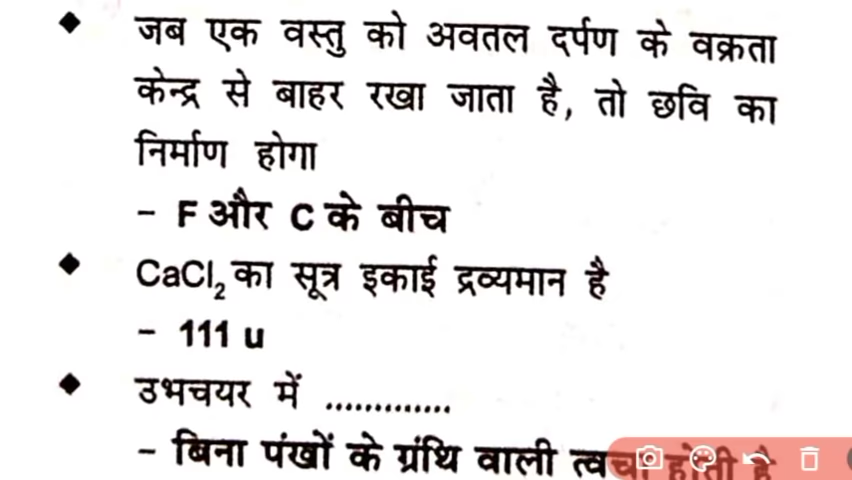 ♦ जब एक वस्तु को अवतल दर्पण के वक्रता
केन्द्र से बाहर रखा जाता है, तो छवि का
निर्माण होगा
– F और C के बीच
♦ CaCl₂ का सूत्र इकाई द्रव्यमान है
– 111 u
♦ उभचयर में .............
– बिना पंखों के ग्रंथि वाली त्वचा होती है